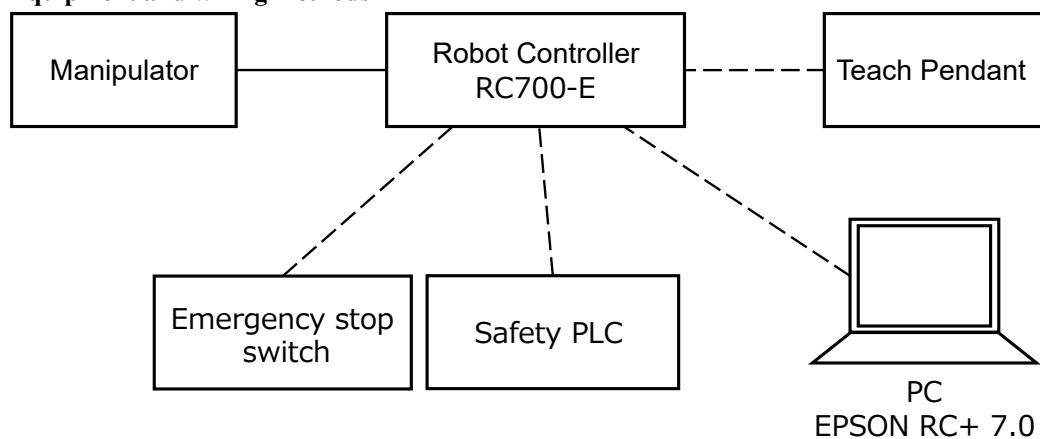 Manipulator
Robot Controller
RC700-E
Teach Pendant
Emergency stop
switch
Safety PLC
PC
EPSON RC+ 7.0